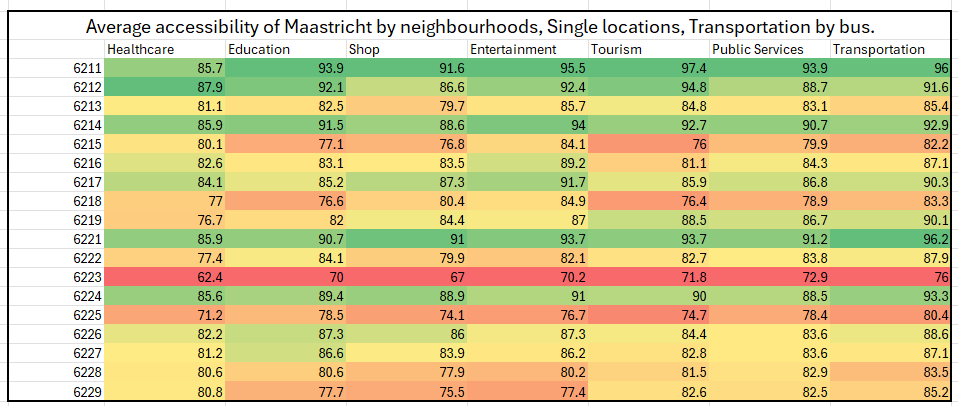 Average accessibility of Maastricht by neighbourhoods, Single locations, Transportation by bus.
Healthcare Education Shop Entertainment Tourism Public Services Transportation
6211 85.7 93.9 91.6 95.5 97.4 93.9 96
6212 87.9 92.1 86.6 92.4 94.8 88.7 91.6
6213 81.1 82.5 79.7 85.7 84.8 83.1 85.4
6214 85.9 91.5 88.6 94 92.7 90.7 92.9
6215 80.1 77.1 76.8 84.1 76 79.9 82.2
6216 82.6 83.1 83.5 89.2 81.1 84.3 87.1
6217 84.1 85.2 87.3 91.7 85.9 86.8 90.3
6218 77 76.6 80.4 84.9 76.4 78.9 83.3
6219 76.7 82 84.4 87 88.5 86.7 90.1
6221 85.9 90.7 91 93.7 93.7 91.2 96.2
6222 77.4 84.1 79.9 82.1 82.7 83.8 87.9
6223 62.4 70 67 70.2 71.8 72.9 76
6224 85.6 89.4 88.9 91 90 88.5 93.3
6225 71.2 78.5 74.1 76.7 74.7 78.4 80.4
6226 82.2 87.3 86 87.3 84.4 83.6 88.6
6227 81.2 86.6 83.9 86.2 82.8 83.6 87.1
6228 80.6 80.6 77.9 80.2 81.5 82.9 83.5
6229 80.8 77.7 75.5 77.4 82.6 82.5 85.2